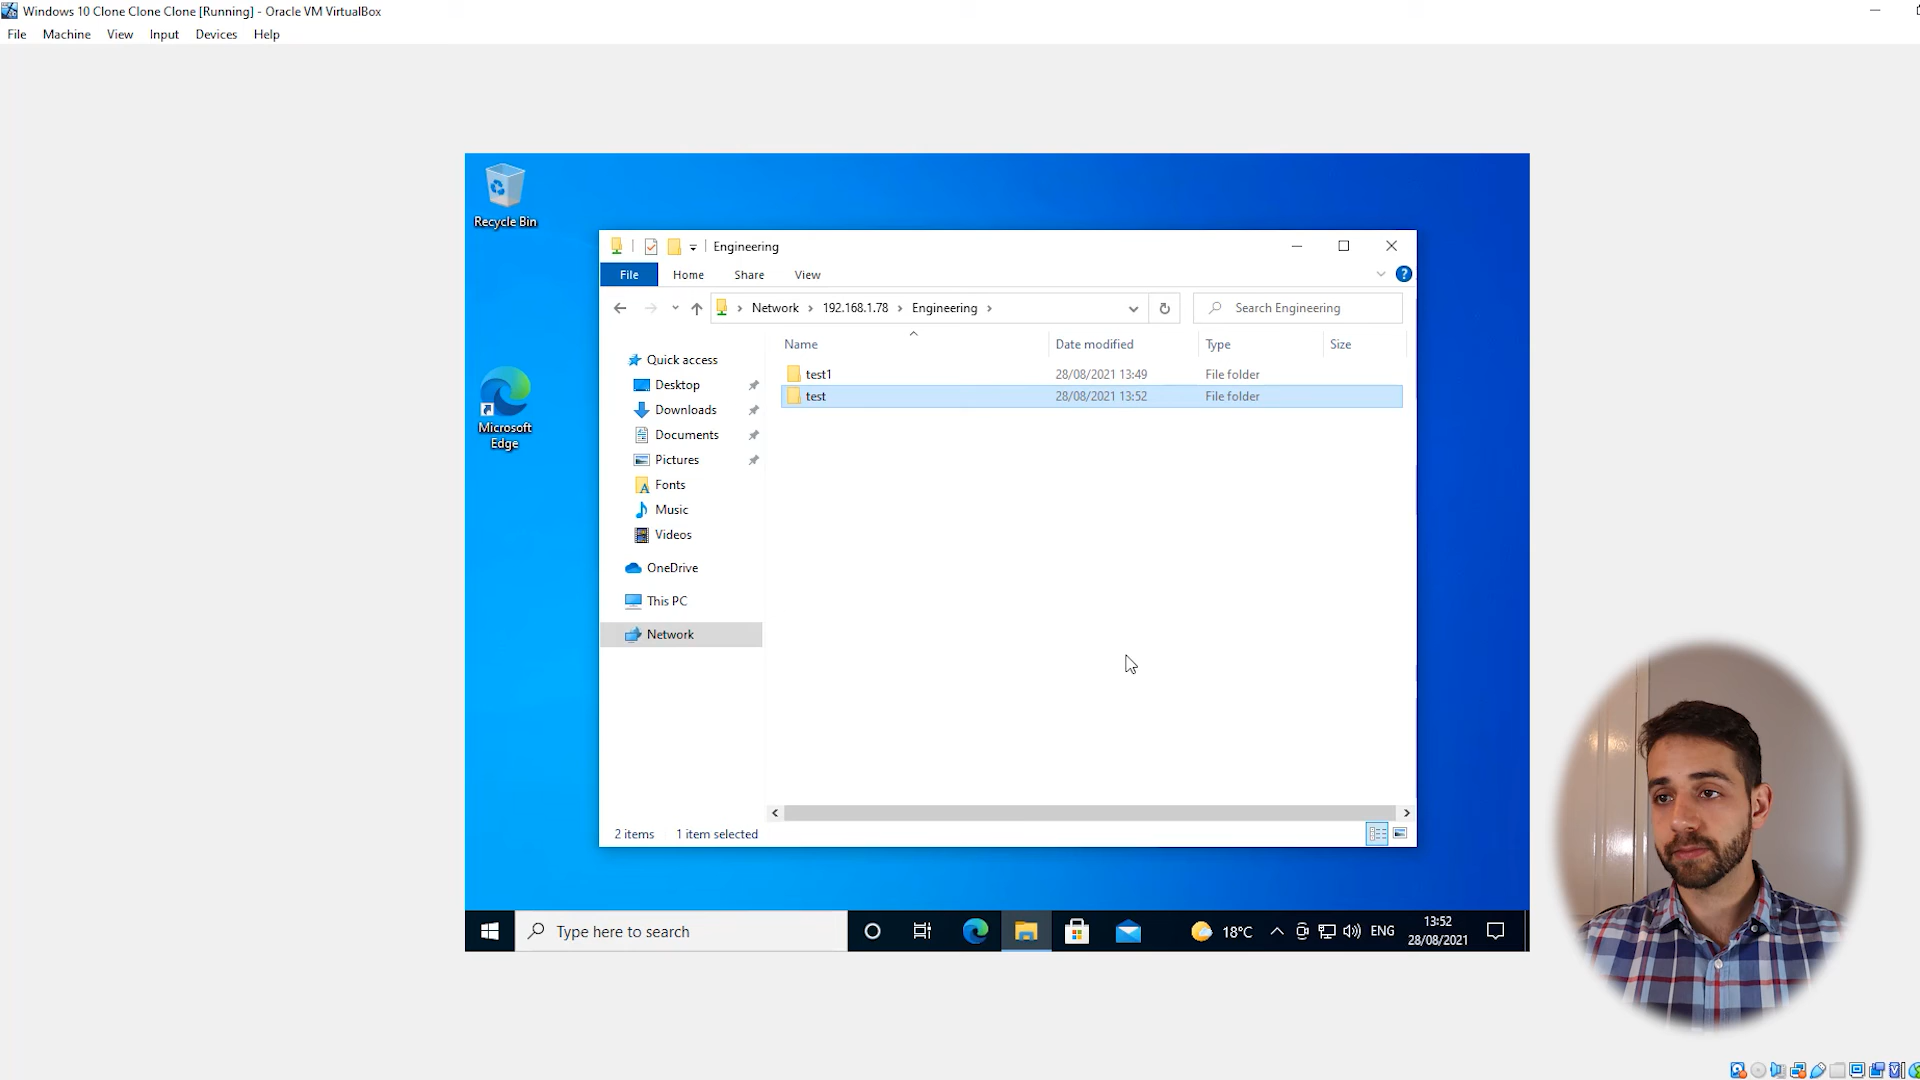 Windows 10 Clone Clone Clone [Running] - Oracle VM VirtualBox
File Machine View Input Devices Help
Recycle Bin
Microsoft
Edge
Engineering
File Home Share View
Network 192.168.1.78 Engineering
Search Engineering
Name Date modified Type Size
test1 28/08/2021 13:49 File folder
test 28/08/2021 13:52 File folder
Quick access
Desktop
Downloads
Documents
Pictures
Fonts
Music
Videos
OneDrive
This PC
Network
2 items 1 item selected
Type here to search
18°C
ENG
13:52
28/08/2021